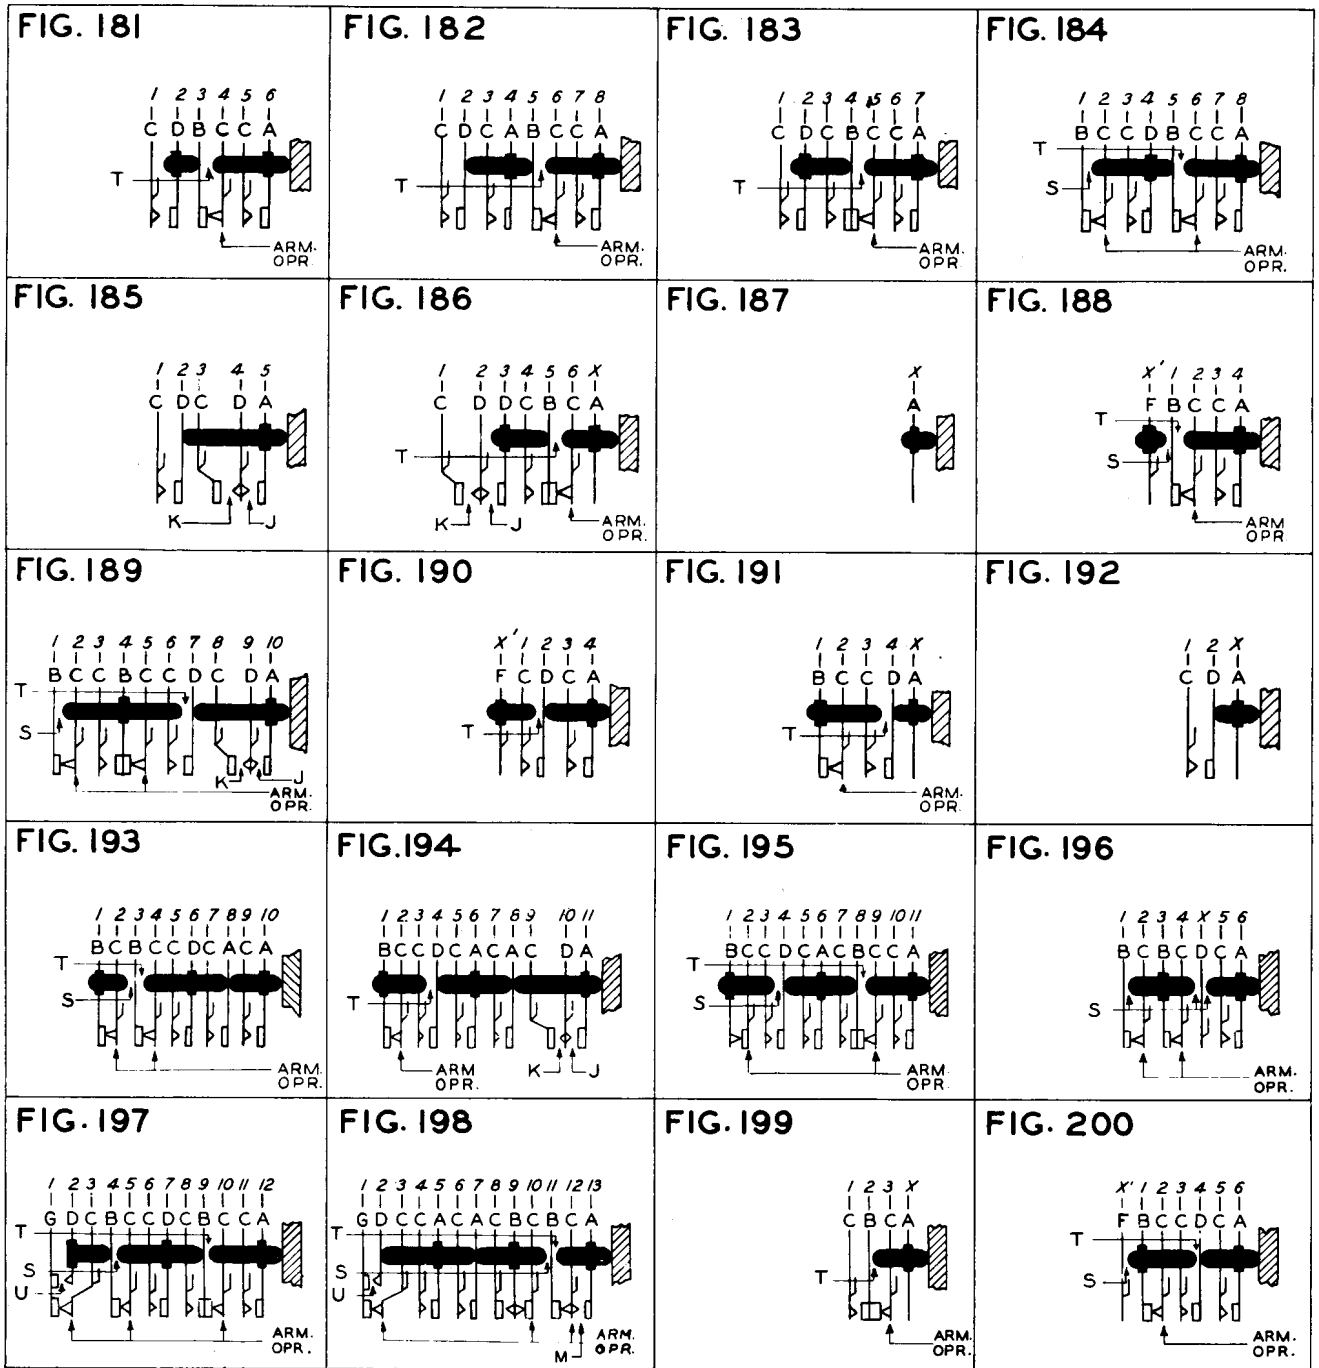 FIG. 181
1 2 3 4 5 6
C D B C C A
T
ARM.
OPR.
FIG. 182
1 2 3 4 5 6 7 8
C D C A B C C A
T
ARM.
OPR.
FIG. 183
1 2 3 4 5 6 7
C D C B C C A
T
ARM.
OPR.
FIG. 184
1 2 3 4 5 6 7 8
B C C D B C C A
T
S
ARM.
OPR.
FIG. 185
1 2 3 4 5
C D C D A
K J
FIG. 186
1 2 3 4 5 6 X
C D D C B C A
T
K J
ARM.
OPR.
FIG. 187
X
A
FIG. 188
X' 1 2 3 4
F B C C A
T
S
ARM
OPR.
FIG. 189
1 2 3 4 5 6 7 8 9 10
B C C B C C D C D A
T
S
K J
ARM.
OPR.
FIG. 190
X' 1 2 3 4
F C D C A
T
FIG. 191
1 2 3 4 X
B C C D A
T
ARM.
OPR.
FIG. 192
1 2 X
C D A
FIG. 193
1 2 3 4 5 6 7 8 9 10
B C B C C D C A C A
T
S
ARM.
OPR.
FIG. 194
1 2 3 4 5 6 7 8 9 10 11
B C C D C A C A C D A
T
ARM
OPR.
K J
FIG. 195
1 2 3 4 5 6 7 8 9 10 11
B C C D C A C B C C A
T
S
ARM.
OPR.
FIG. 196
1 2 3 4 X 5 6
B C B C D C A
S
ARM.
OPR.
FIG. 197
1 2 3 4 5 6 7 8 9 10 11 12
G D C B C C D C B C C A
T
S
U
ARM.
OPR.
FIG. 198
1 2 3 4 5 6 7 8 9 10 11 12 13
G D C C A C A C B C B C A
T
S
U
ARM.
OPR.
M
FIG. 199
1 2 3 X
C B C A
T
ARM.
OPR.
FIG. 200
X' 1 2 3 4 5 6
F B C C D C A
T
S
ARM.
OPR.